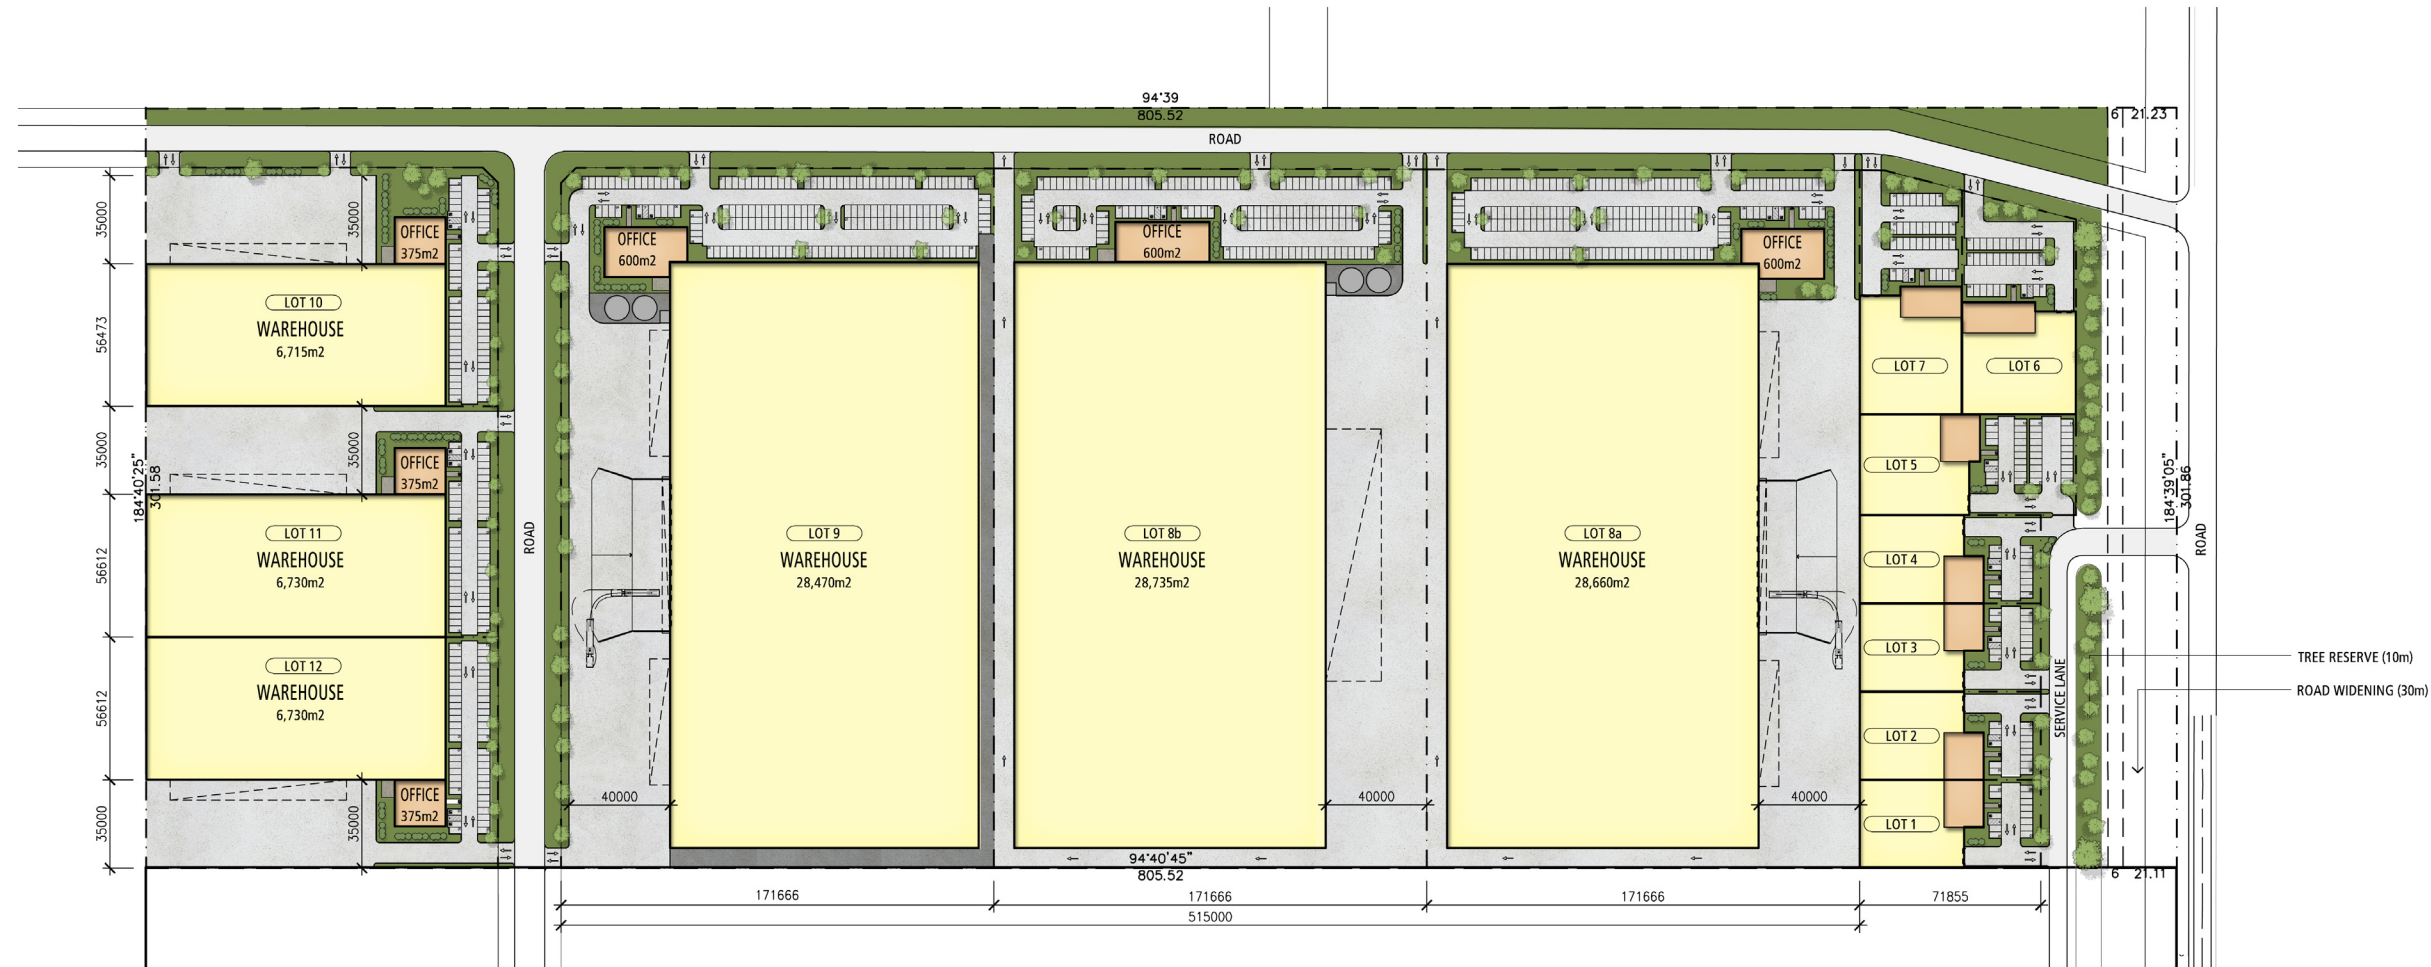 94°39
805.52
6
21.23
ROAD
35000
35000
OFFICE
375m2
OFFICE
600m2
OFFICE
600m2
OFFICE
600m2
56473
LOT 10
WAREHOUSE
6,715m2
LOT 7
LOT 6
35000
35000
OFFICE
375m2
184°40'25"
301.58
LOT 5
184°39'05"
301.86
56612
LOT 11
WAREHOUSE
6,730m2
ROAD
LOT 9
WAREHOUSE
28,470m2
LOT 8b
WAREHOUSE
28,735m2
LOT 8a
WAREHOUSE
28,660m2
LOT 4
ROAD
LOT 3
TREE RESERVE (10m)
ROAD WIDENING (30m)
56612
LOT 12
WAREHOUSE
6,730m2
SERVICE LANE
LOT 2
35000
35000
OFFICE
375m2
40000
40000
40000
LOT 1
94°40'45"
805.52
6
21.11
171666
171666
171666
71855
515000